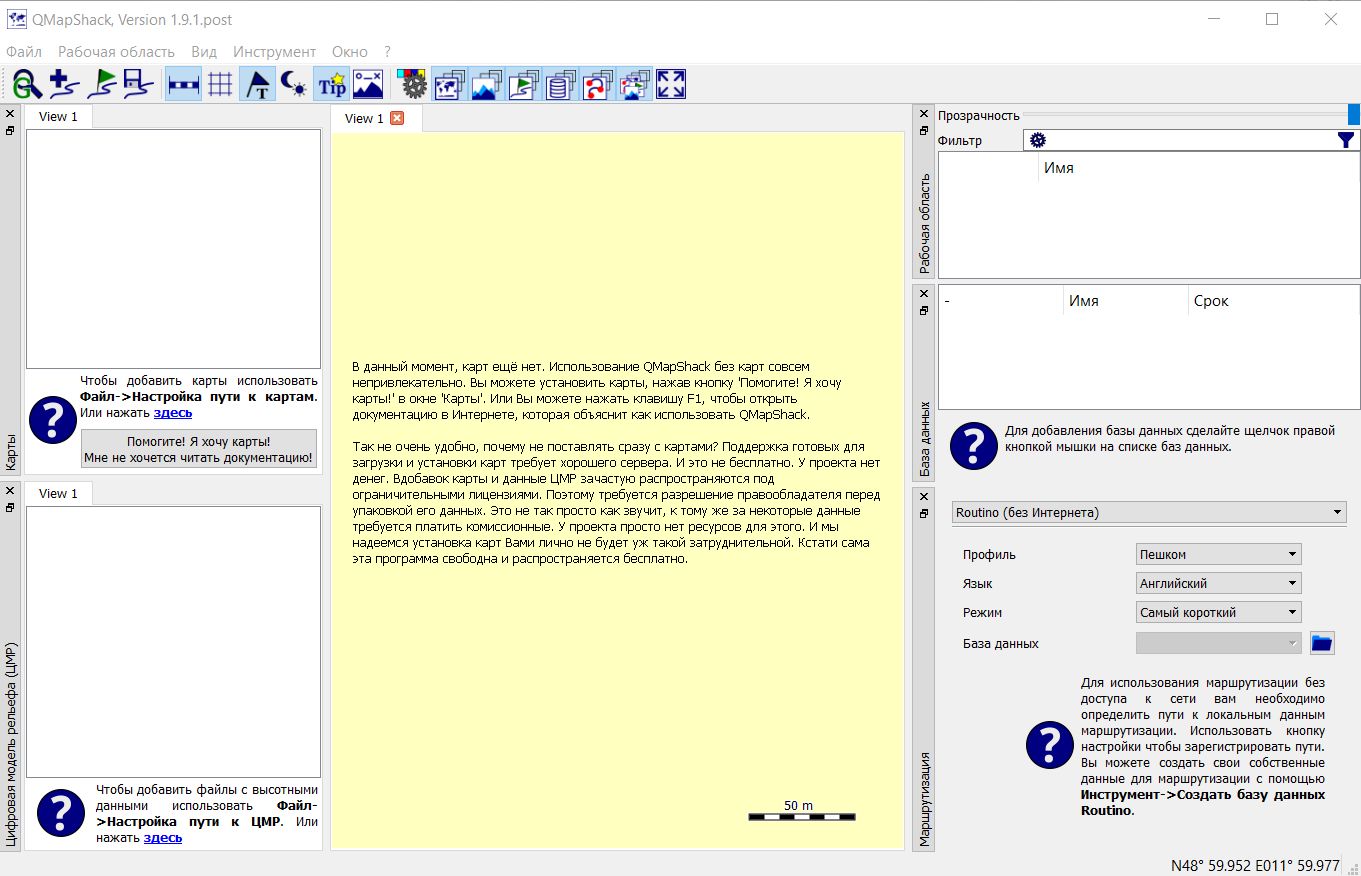 QMapShack, Version 1.9.1.post
Файл Рабочая область Вид Инструмент Окно ?
Tip
View 1
Карты
Чтобы добавить карты использовать
Файл->Настройка пути к картам.
Или нажать здесь
Помогите! Я хочу карты!
Мне не хочется читать документацию!
View 1
Цифровая модель рельефа (ЦМР)
Чтобы добавить файлы с высотными
данными использовать Файл-
>Настройка пути к ЦМР. Или
нажать здесь
View 1
В данный момент, карт ещё нет. Использование QMapShack без карт совсем
непривлекательно. Вы можете установить карты, нажав кнопку 'Помогите! Я хочу
карты!' в окне 'Карты'. Или Вы можете нажать клавишу F1, чтобы открыть
документацию в Интернете, которая объяснит как использовать QMapShack.
Так не очень удобно, почему не поставлять сразу с картами? Поддержка готовых для
загрузки и установки карт требует хорошего сервера. И это не бесплатно. У проекта нет
денег. Вдобавок карты и данные ЦМР зачастую распространяются под
ограничительными лицензиями. Поэтому требуется разрешение правообладателя перед
упаковкой его данных. Это не так просто как звучит, к тому же за некоторые данные
требуется платить комиссионные. У проекта просто нет ресурсов для этого. И мы
надеемся установка карт Вами лично не будет уж такой затруднительной. Кстати сама
эта программа свободна и распространяется бесплатно.
50 m
Рабочая область
Прозрачность
Фильтр
Имя
База данных
- Имя Срок
Для добавления базы данных сделайте щелчок правой
кнопкой мышки на списке баз данных.
Маршрутизация
Routino (без Интернета)
Профиль Пешком
Язык Английский
Режим Самый короткий
База данных
Для использования маршрутизации без
доступа к сети вам необходимо
определить пути к локальным данным
маршрутизации. Использовать кнопку
настройки чтобы зарегистрировать пути.
Вы можете создать свои собственные
данные для маршрутизации с помощью
Инструмент->Создать базу данных
Routino.
N48° 59.952 E011° 59.977